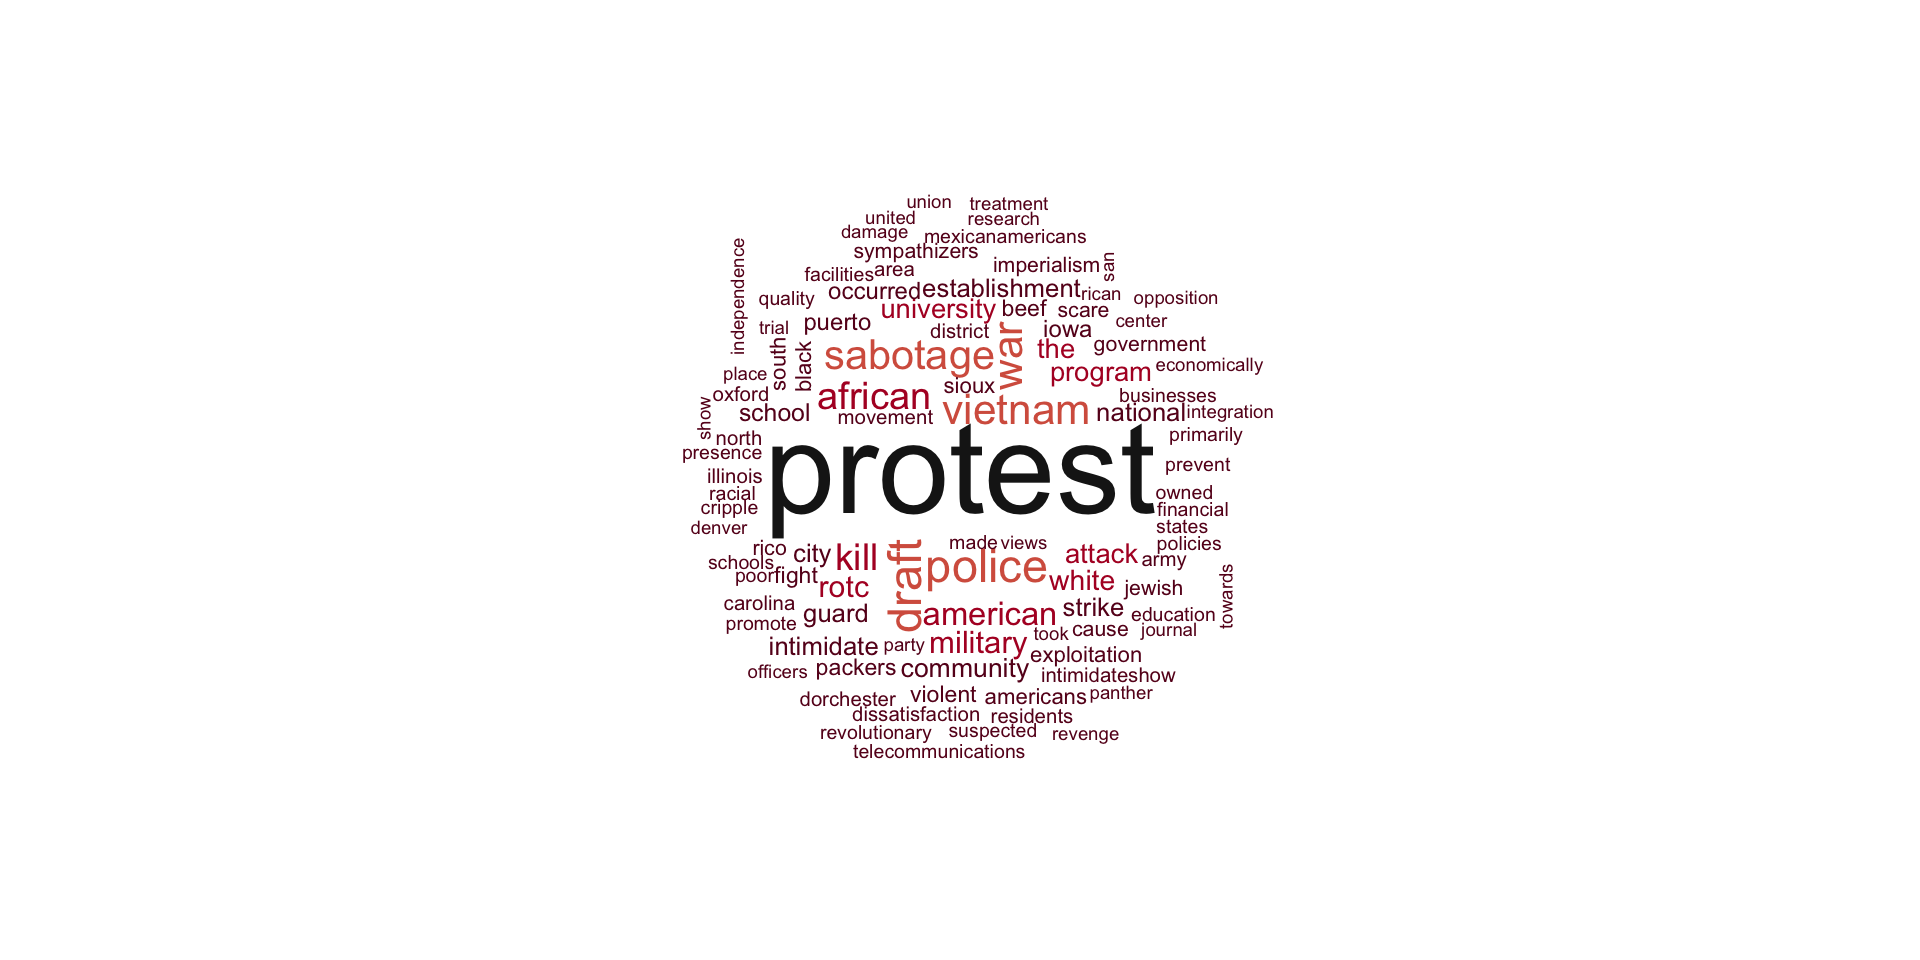 union treatment
united research
damage mexicanamericans
sympathizers
independence imperialism san
facilities area
occurred establishment rican
quality opposition
university beef scare
trial puerto center
district war iowa
south black sabotage the government
place program economically
oxford african sioux businesses
show school movement vietnam national integration
north primarily
presence protest prevent
illinois
racial owned
cripple financial
denver states
made views policies
rico city kill draft police attack army
schools
poor fight rotc white jewish towards
carolina guard american strike education
promote took cause journal
intimidate party military exploitation
officers packers community intimidateshow
dorchester violent americans panther
dissatisfaction residents
revolutionary suspected revenge
telecommunications